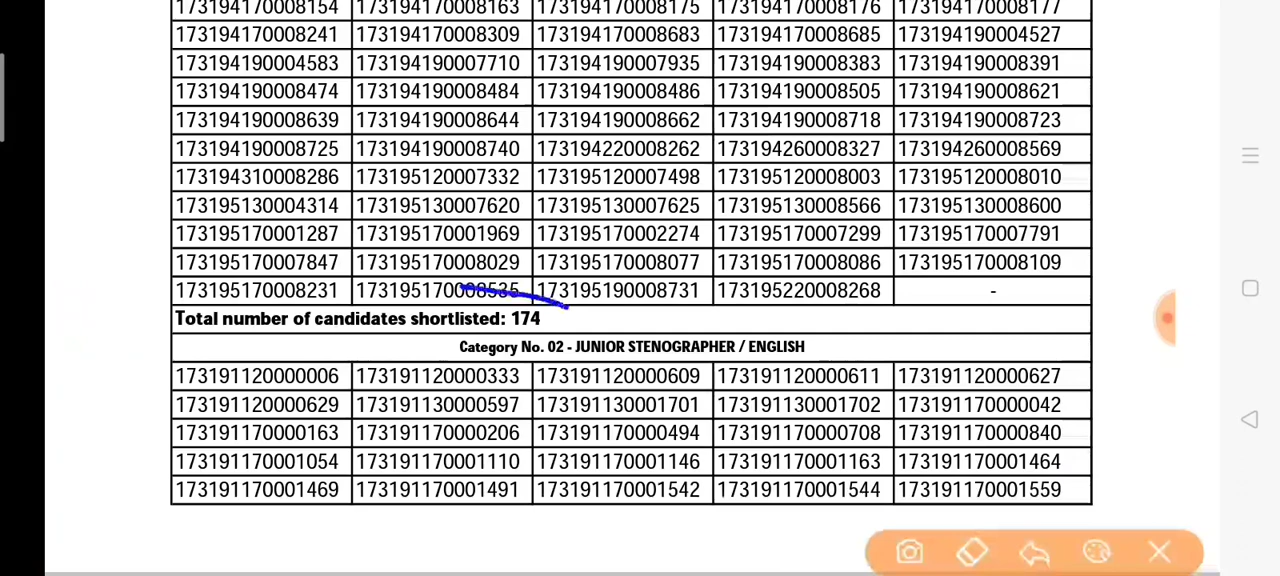 173194170008154 173194170008163 173194170008175 173194170008176 173194170008177
173194170008241 173194170008309 173194170008683 173194170008685 173194190004527
173194190004583 173194190007710 173194190007935 173194190008383 173194190008391
173194190008474 173194190008484 173194190008486 173194190008505 173194190008621
173194190008639 173194190008644 173194190008662 173194190008718 173194190008723
173194190008725 173194190008740 173194220008262 173194260008327 173194260008569
173194310008286 173195120007332 173195120007498 173195120008003 173195120008010
173195130004314 173195130007620 173195130007625 173195130008566 173195130008600
173195170001287 173195170001969 173195170002274 173195170007299 173195170007791
173195170007847 173195170008029 173195170008077 173195170008086 173195170008109
173195170008231 173195170008535 173195190008731 173195220008268 -
Total number of candidates shortlisted: 174
Category No. 02 - JUNIOR STENOGRAPHER / ENGLISH
173191120000006 173191120000333 173191120000609 173191120000611 173191120000627
173191120000629 173191130000597 173191130001701 173191130001702 173191170000042
173191170000163 173191170000206 173191170000494 173191170000708 173191170000840
173191170001054 173191170001110 173191170001146 173191170001163 173191170001464
173191170001469 173191170001491 173191170001542 173191170001544 173191170001559